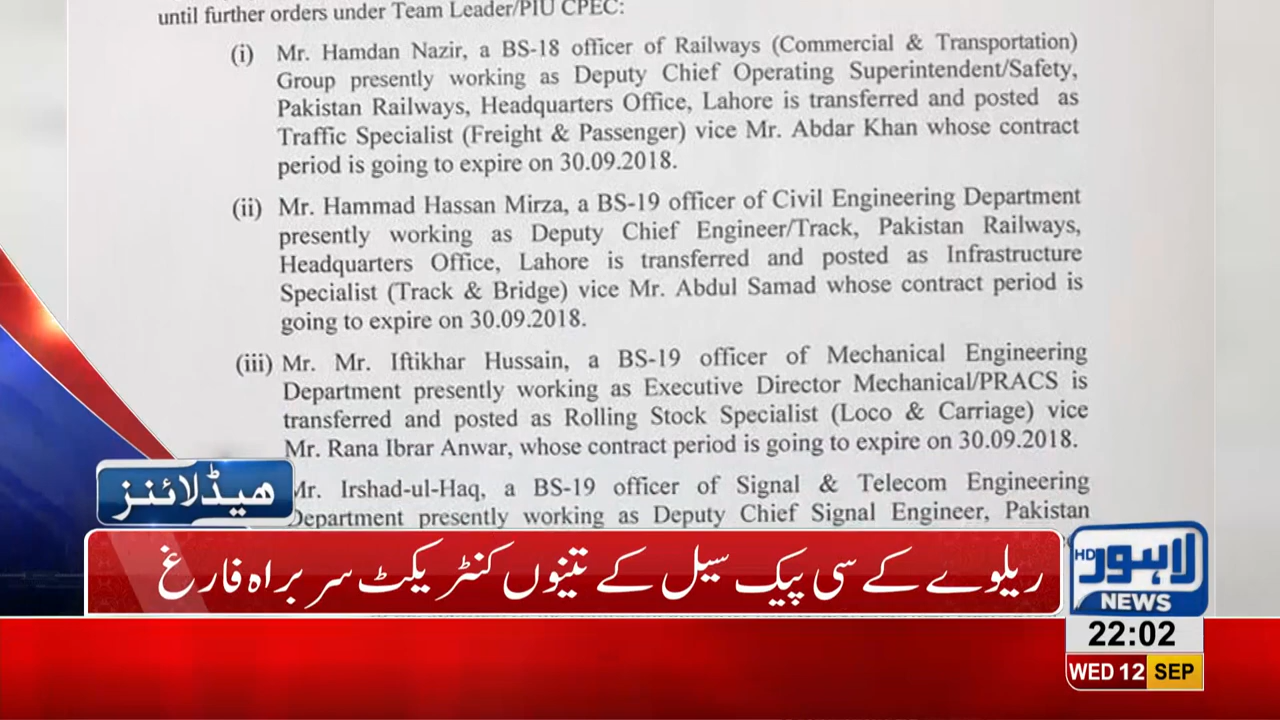 until further orders under Team Leader/PIU CPEC:
(i) Mr. Hamdan Nazir, a BS-18 officer of Railways (Commercial & Transportation)
Group presently working as Deputy Chief Operating Superintendent/Safety,
Pakistan Railways, Headquarters Office, Lahore is transferred and posted as
Traffic Specialist (Freight & Passenger) vice Mr. Abdar Khan whose contract
period is going to expire on 30.09.2018.
(ii) Mr. Hammad Hassan Mirza, a BS-19 officer of Civil Engineering Department
presently working as Deputy Chief Engineer/Track, Pakistan Railways,
Headquarters Office, Lahore is transferred and posted as Infrastructure
Specialist (Track & Bridge) vice Mr. Abdul Samad whose contract period is
going to expire on 30.09.2018.
(iii) Mr. Mr. Iftikhar Hussain, a BS-19 officer of Mechanical Engineering
Department presently working as Executive Director Mechanical/PRACS is
transferred and posted as Rolling Stock Specialist (Loco & Carriage) vice
Mr. Rana Ibrar Anwar, whose contract period is going to expire on 30.09.2018.
Mr. Irshad-ul-Haq, a BS-19 officer of Signal & Telecom Engineering
Department presently working as Deputy Chief Signal Engineer, Pakistan
ہیڈلائنز
ریلوے کے سی پیک سیل کے تینوں کنٹریکٹ سربراہ فارغ
لاہور HD
NEWS
22:02
WED 12 SEP